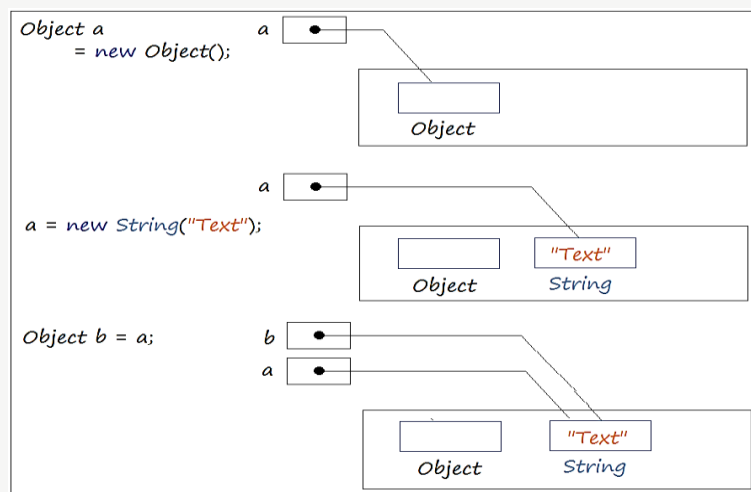 Object a
= new Object();
a
Object
a
a = new String("Text");
"Text"
Object
String
Object b = a;
b
a
"Text"
Object
String